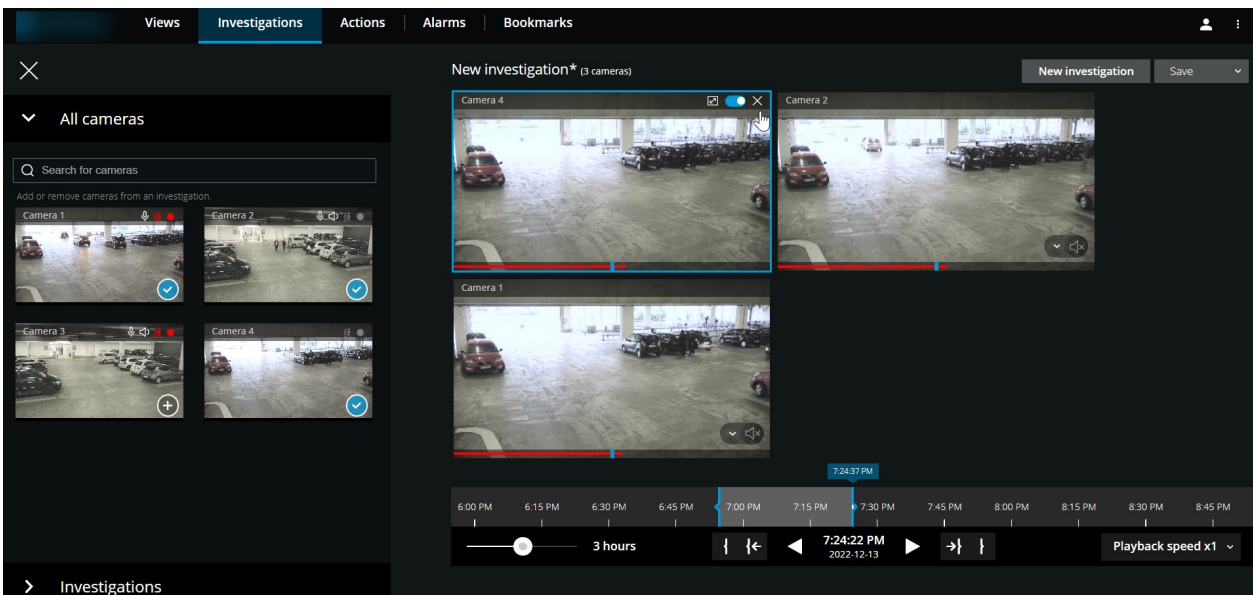 Views Investigations Actions Alarms Bookmarks
New investigation* (3 cameras)
New investigation Save
All cameras
Search for cameras
Add or remove cameras from an investigation.
Camera 1
Camera 2
Camera 3
Camera 4
Camera 4
Camera 2
Camera 1
7:24:37 PM
6:00 PM 6:15 PM 6:30 PM 6:45 PM 7:00 PM 7:15 PM 7:30 PM 7:45 PM 8:00 PM 8:15 PM 8:30 PM 8:45 PM
3 hours
7:24:22 PM
2022-12-13
Playback speed x1
Investigations